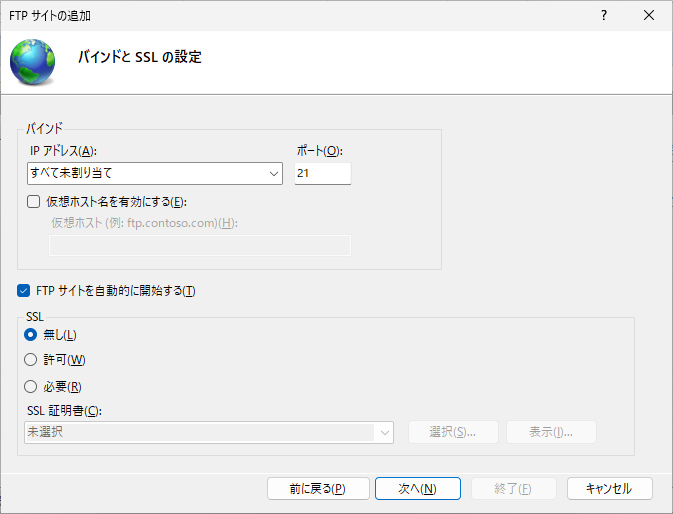 FTP サイトの追加
バインドと SSL の設定
バインド
IP アドレス(A): ポート(O):
すべて未割り当て 21
仮想ホスト名を有効にする(E):
仮想ホスト (例: ftp.contoso.com)(H):
FTP サイトを自動的に開始する(T)
SSL
無し(L)
許可(W)
必要(R)
SSL 証明書(C):
未選択 選択(S)... 表示(I)...
前に戻る(P) 次へ(N) 終了(F) キャンセル